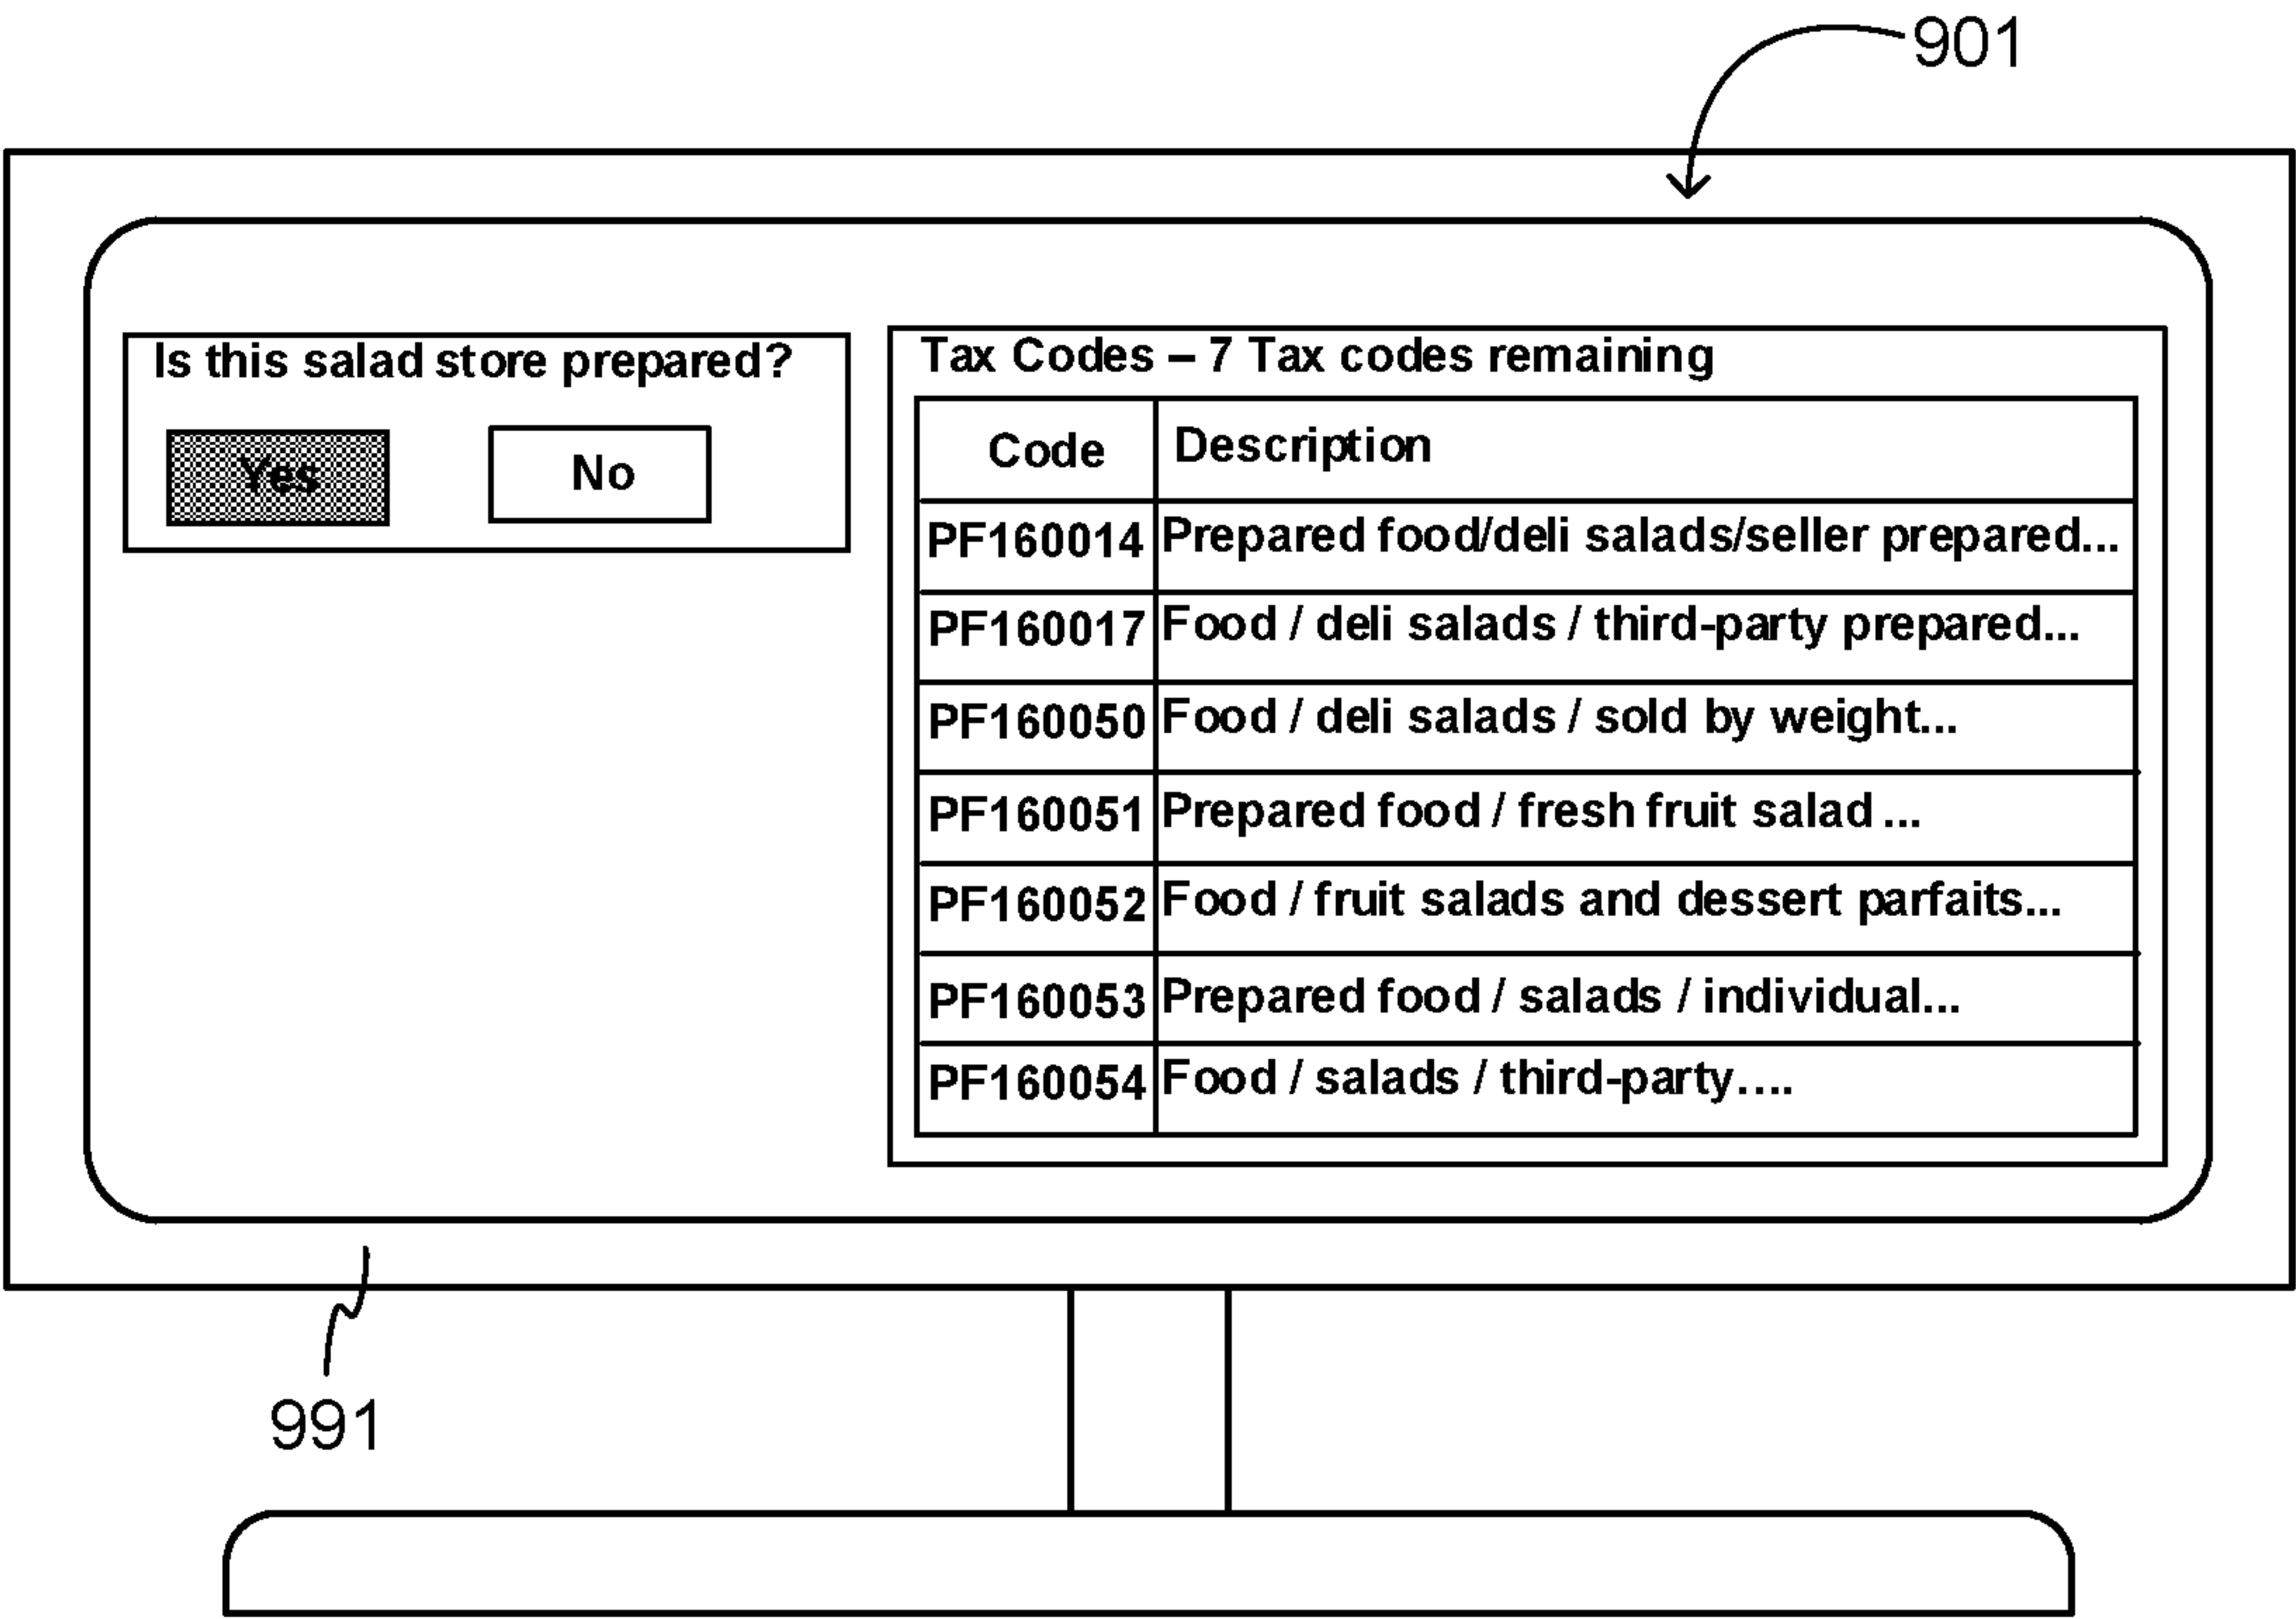 901
Is this salad store prepared?
Yes
No
Tax Codes – 7 Tax codes remaining
Code Description
PF160014 Prepared food/deli salads/seller prepared...
PF160017 Food / deli salads / third-party prepared...
PF160050 Food / deli salads / sold by weight...
PF160051 Prepared food / fresh fruit salad ...
PF160052 Food / fruit salads and dessert parfaits...
PF160053 Prepared food / salads / individual...
PF160054 Food / salads / third-party....
991